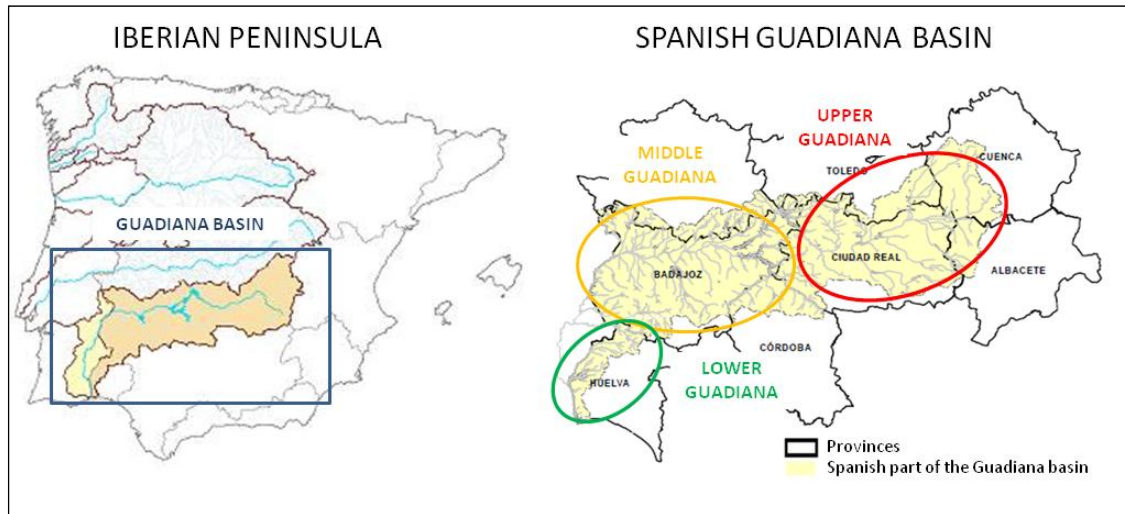 IBERIAN PENINSULA
GUADIANA BASIN
SPANISH GUADIANA BASIN
UPPER
GUADIANA
MIDDLE
GUADIANA
TOLEDO
CUENCA
BADAJOZ
CIUDAD REAL
ALBACETE
CÓRDOBA
HUELVA
LOWER
GUADIANA
Provinces
Spanish part of the Guadiana basin